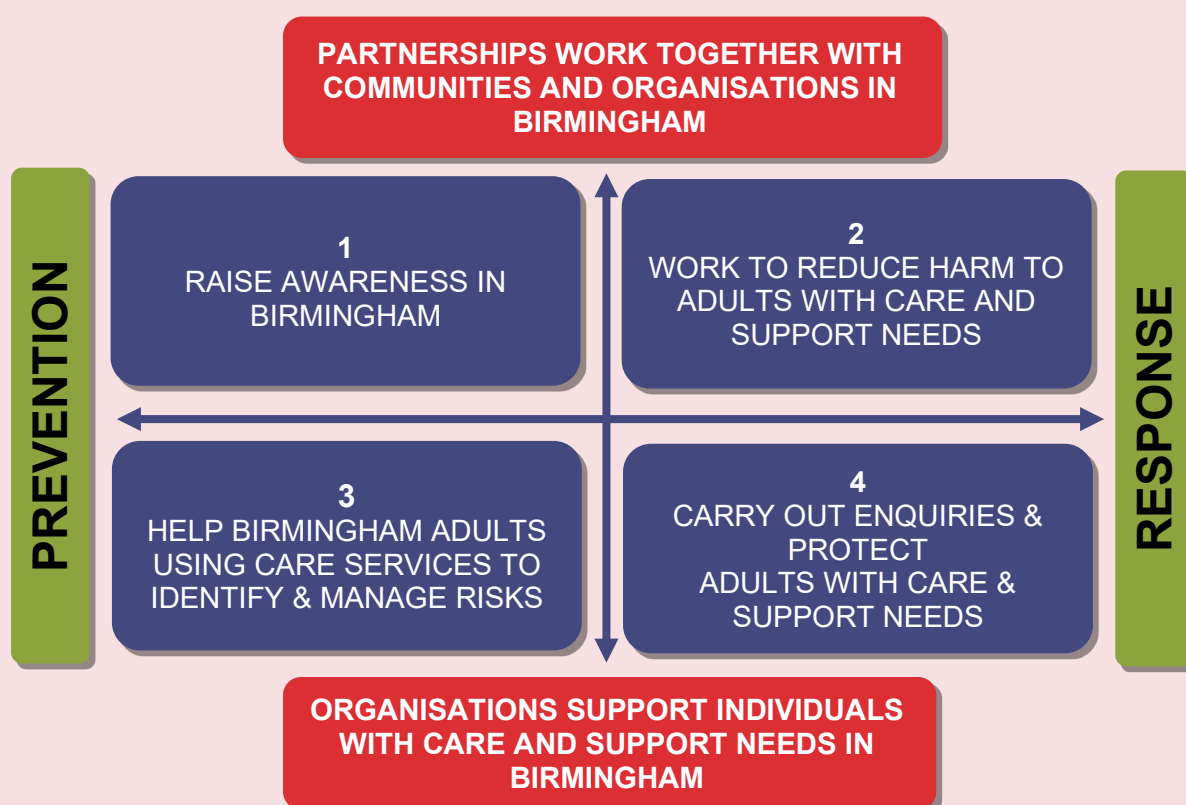 PARTNERSHIPS WORK TOGETHER WITH
COMMUNITIES AND ORGANISATIONS IN
BIRMINGHAM
PREVENTION
1
RAISE AWARENESS IN
BIRMINGHAM
2
WORK TO REDUCE HARM TO
ADULTS WITH CARE AND
SUPPORT NEEDS
RESPONSE
3
HELP BIRMINGHAM ADULTS
USING CARE SERVICES TO
IDENTIFY & MANAGE RISKS
4
CARRY OUT ENQUIRIES &
PROTECT
ADULTS WITH CARE &
SUPPORT NEEDS
ORGANISATIONS SUPPORT INDIVIDUALS
WITH CARE AND SUPPORT NEEDS IN
BIRMINGHAM